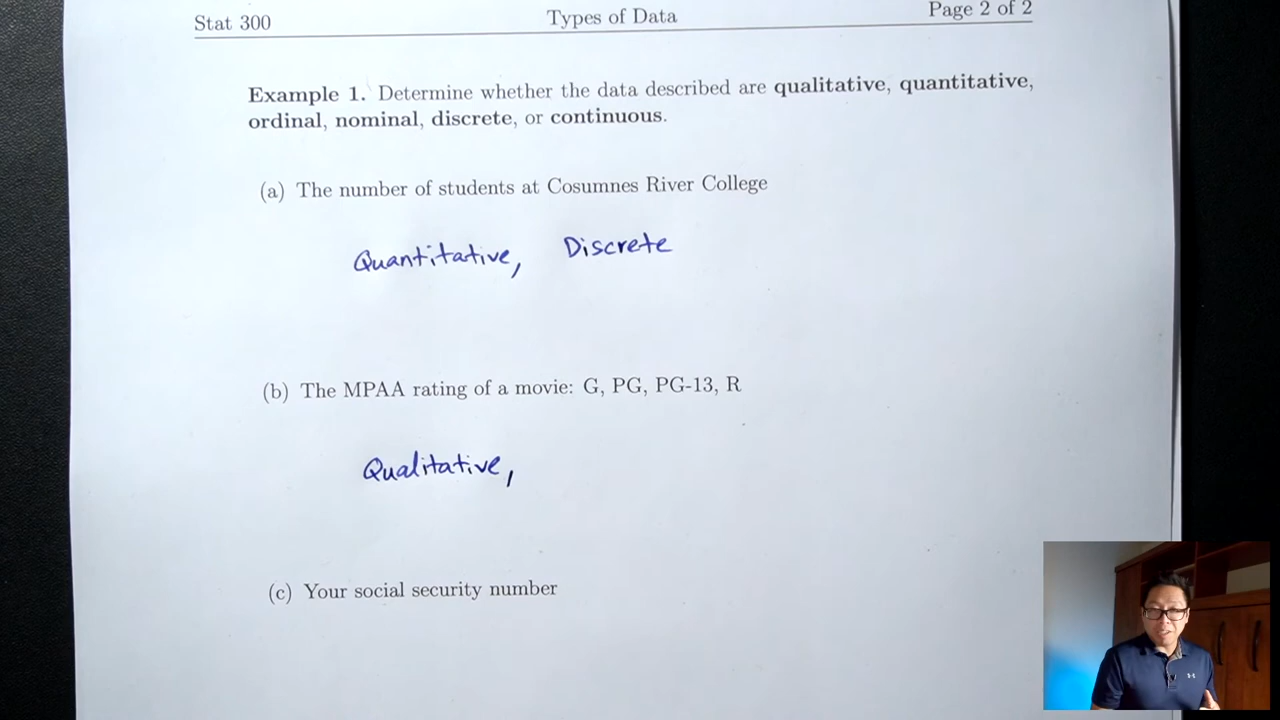 Stat 300 Types of Data Page 2 of 2
Example 1. Determine whether the data described are qualitative, quantitative,
ordinal, nominal, discrete, or continuous.
(a) The number of students at Cosumnes River College
Quantitative, Discrete
(b) The MPAA rating of a movie: G, PG, PG-13, R
Qualitative,
(c) Your social security number